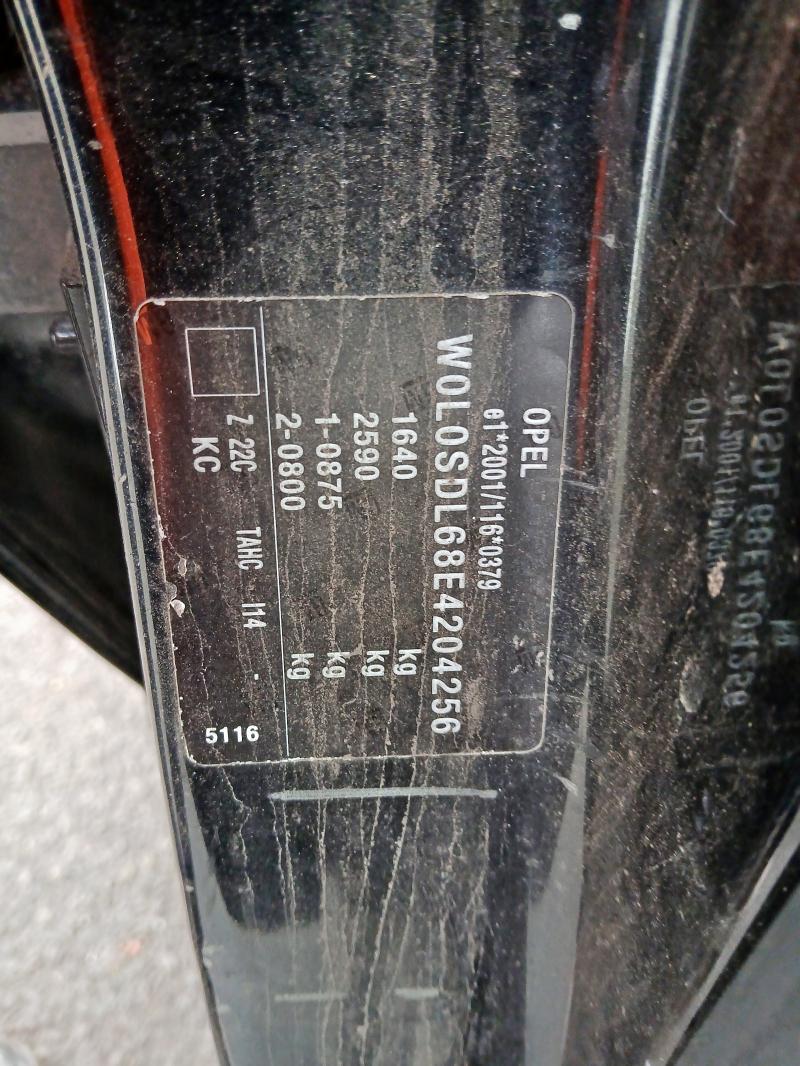 OPEL
e1*2001/116*0379
W0L0SDL68E4204256
1640 kg
2590 kg
1-0875 kg
2-0800 kg
Z 22C TAHC I14 .
KC 5116